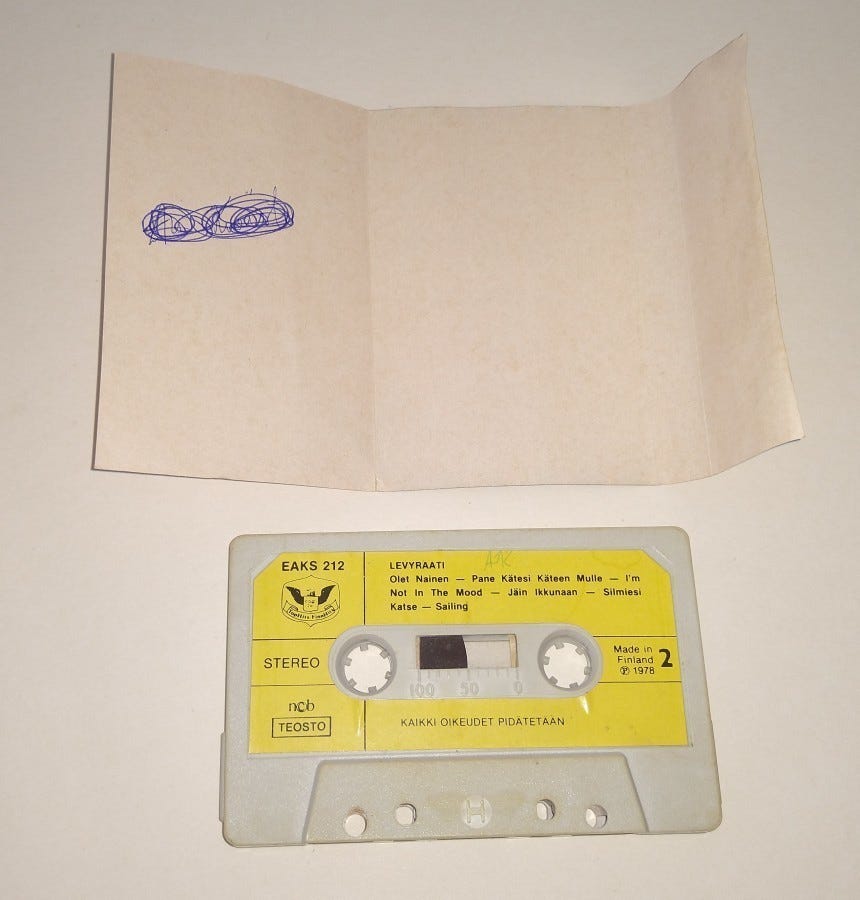 EAKS 212
LEVYRAATI
Olet Nainen — Pane Kätesi Käteen Mulle — I'm
Not In The Mood — Jäin Ikkunaan — Silmiesi
Katse — Sailing
STEREO
100 50 0
Made in
Finland
℗ 1978
2
ncb
TEOSTO
KAIKKI OIKEUDET PIDÄTETÄÄN
H